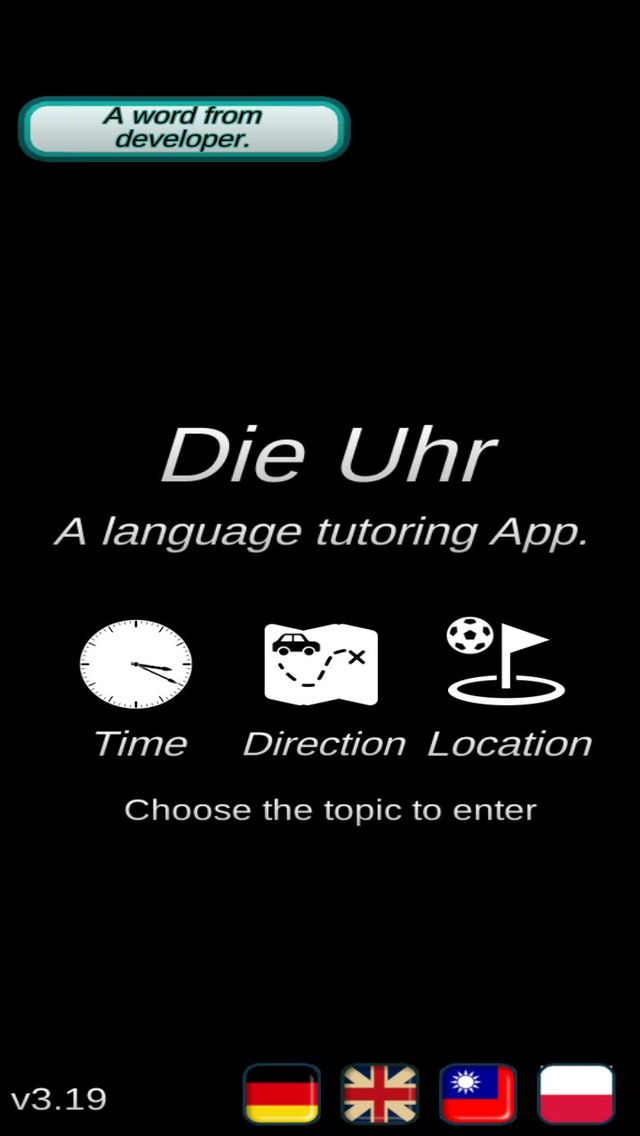 A word from
developer.
Die Uhr
A language tutoring App.
Time
Direction
Location
Choose the topic to enter
v3.19